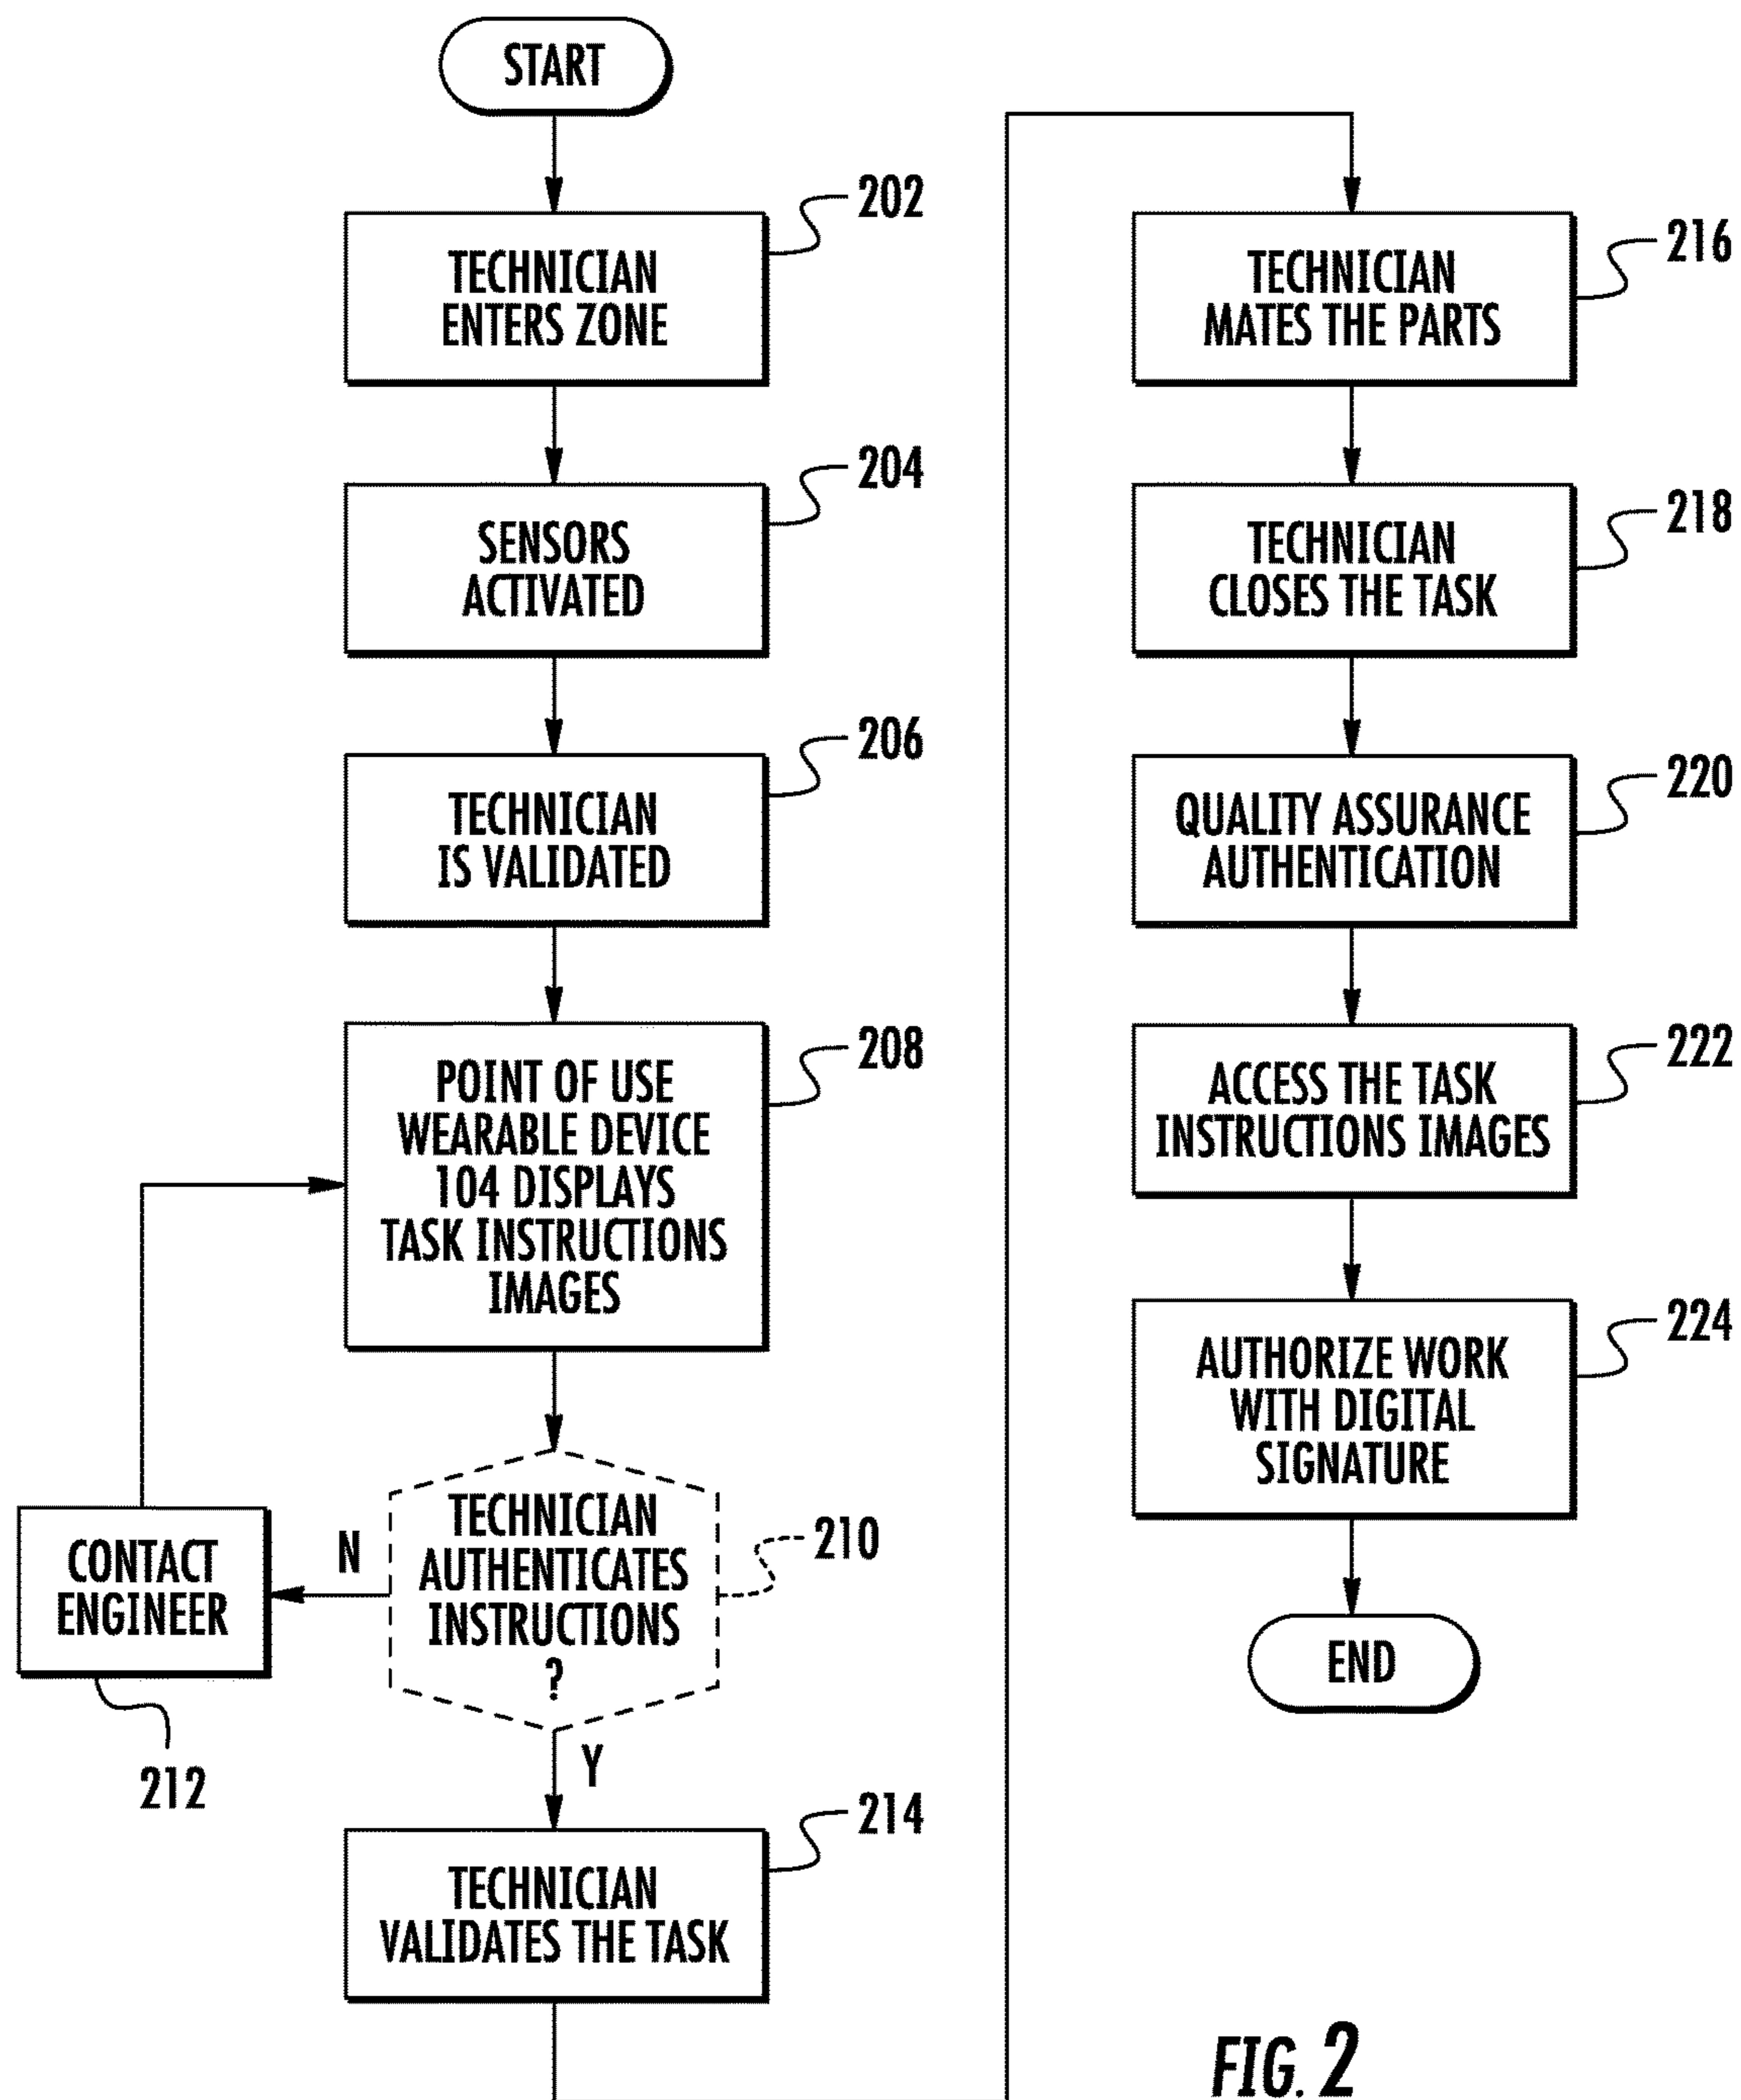 START
202
TECHNICIAN
ENTERS ZONE
204
SENSORS
ACTIVATED
206
TECHNICIAN
IS VALIDATED
208
POINT OF USE
WEARABLE DEVICE
104 DISPLAYS
TASK INSTRUCTIONS
IMAGES
210
TECHNICIAN
AUTHENTICATES
INSTRUCTIONS
?
N
CONTACT
ENGINEER
212
Y
214
TECHNICIAN
VALIDATES THE TASK
216
TECHNICIAN
MATES THE PARTS
218
TECHNICIAN
CLOSES THE TASK
220
QUALITY ASSURANCE
AUTHENTICATION
222
ACCESS THE TASK
INSTRUCTIONS IMAGES
224
AUTHORIZE WORK
WITH DIGITAL
SIGNATURE
END
FIG. 2